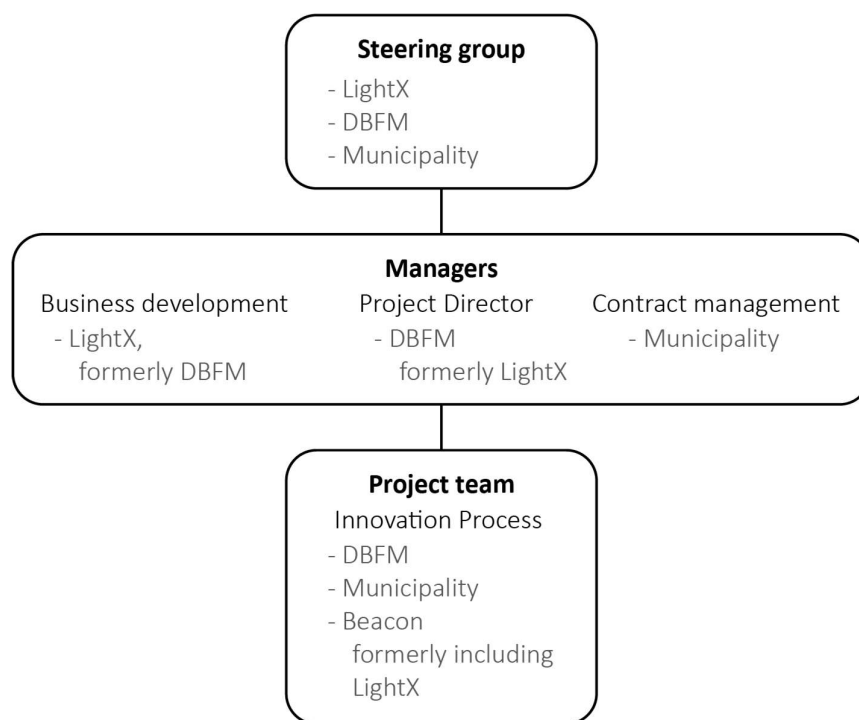 Steering group
- LightX
- DBFM
- Municipality
Managers
Business development
- LightX,
formerly DBFM
Project Director
- DBFM
formerly LightX
Contract management
- Municipality
Project team
Innovation Process
- DBFM
- Municipality
- Beacon
formerly including
LightX